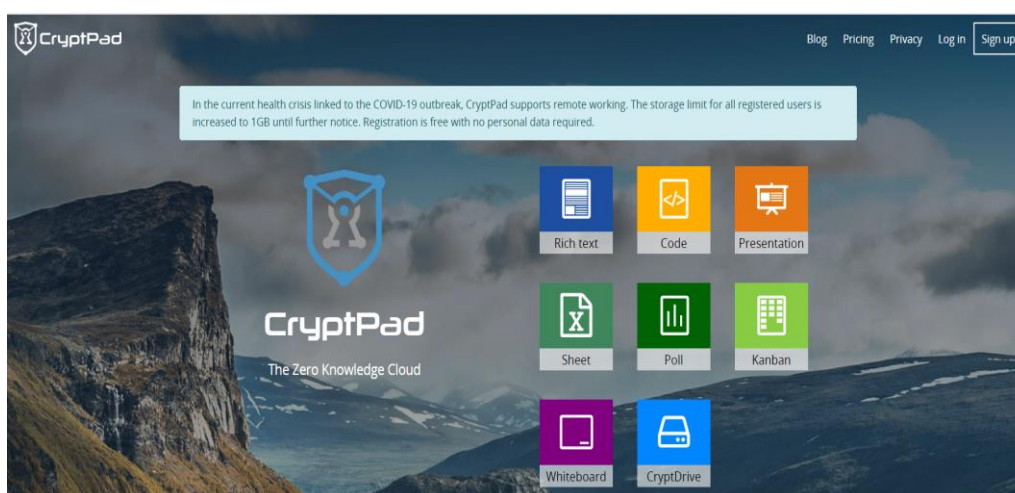 CryptPad
Blog Pricing Privacy Log in Sign up
In the current health crisis linked to the COVID-19 outbreak, CryptPad supports remote working. The storage limit for all registered users is
increased to 1GB until further notice. Registration is free with no personal data required.
Rich text Code Presentation
CryptPad
The Zero Knowledge Cloud
Sheet Poll Kanban
Whiteboard CryptDrive